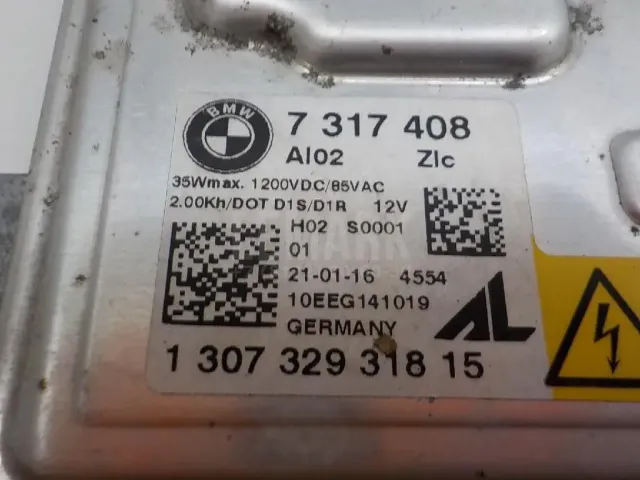 BMW
7 317 408
AI02 ZIc
35Wmax. 1200VDC/85VAC
2.00Kh/DOT D1S/D1R 12V
H02 S0001
01
21-01-16 4554
10EEG141019
GERMANY
AL
1 307 329 318 15